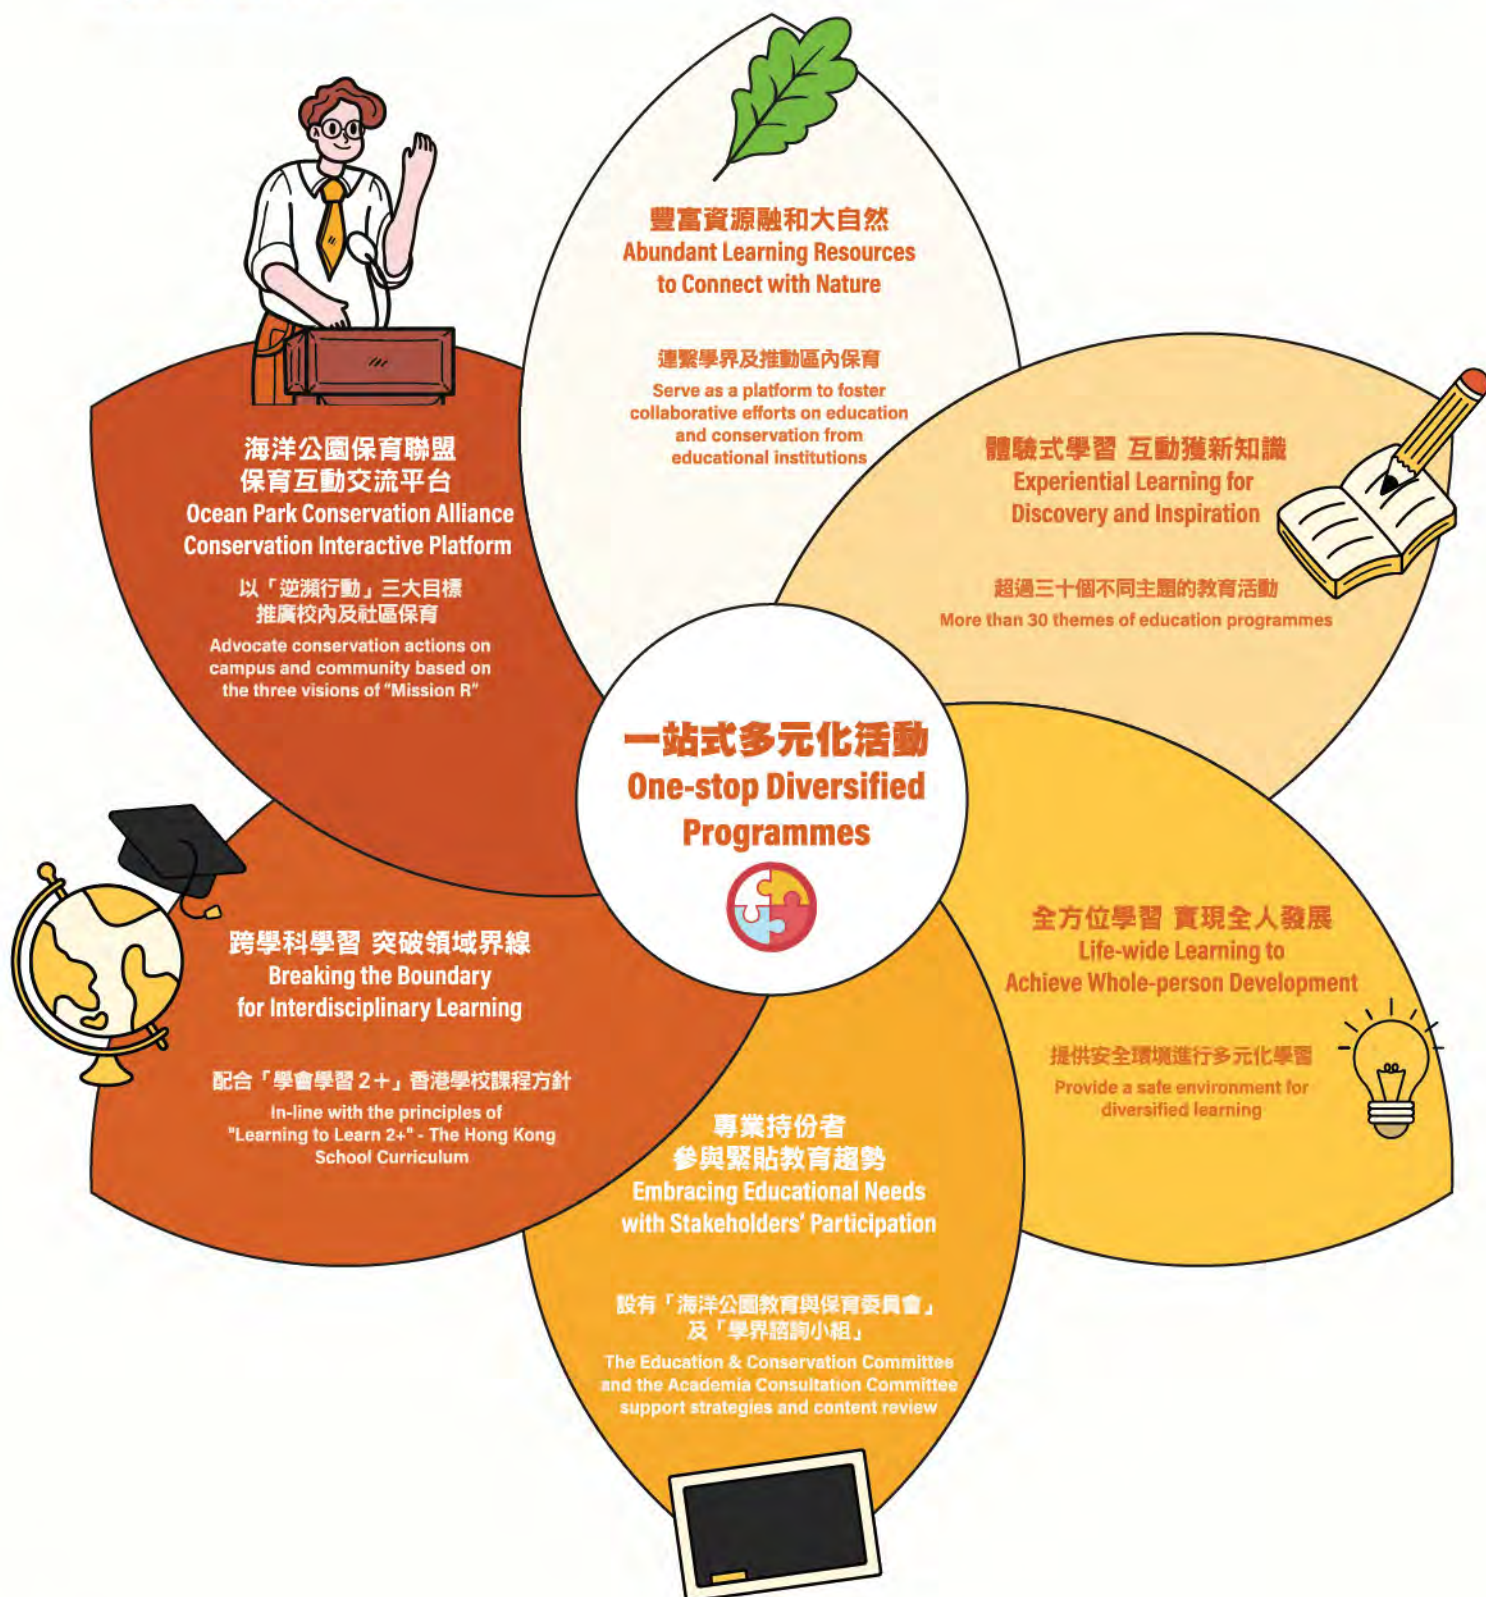 豐富資源融和大自然
Abundant Learning Resources
to Connect with Nature
連繫學界及推動區內保育
Serve as a platform to foster
collaborative efforts on education
and conservation from
educational institutions
體驗式學習 互動獲新知識
Experiential Learning for
Discovery and Inspiration
超過三十個不同主題的教育活動
More than 30 themes of education programmes
全方位學習 實現全人發展
Life-wide Learning to
Achieve Whole-person Development
提供安全環境進行多元化學習
Provide a safe environment for
diversified learning
專業持份者
參與緊貼教育趨勢
Embracing Educational Needs
with Stakeholders' Participation
設有「海洋公園教育與保育委員會」
及「學界諮詢小組」
The Education & Conservation Committee
and the Academia Consultation Committee
support strategies and content review
跨學科學習 突破領域界線
Breaking the Boundary
for Interdisciplinary Learning
配合「學會學習2+」香港學校課程方針
In-line with the principles of
"Learning to Learn 2+" - The Hong Kong
School Curriculum
海洋公園保育聯盟
保育互動交流平台
Ocean Park Conservation Alliance
Conservation Interactive Platform
以「逆瀕行動」三大目標
推廣校內及社區保育
Advocate conservation actions on
campus and community based on
the three visions of "Mission R"
一站式多元化活動
One-stop Diversified
Programmes